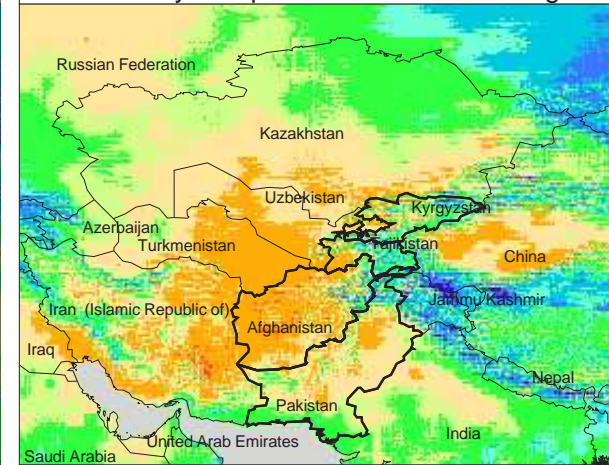 Russian Federation
Kazakhstan
Uzbekistan
Kyrgyzstan
Azerbaijan
Turkmenistan
Tajikistan
China
Jammu/Kashmir
Iran (Islamic Republic of)
Afghanistan
Iraq
Nepal
Pakistan
India
United Arab Emirates
Saudi Arabia